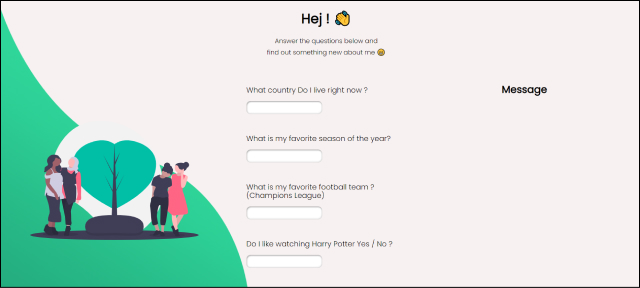 Hej ! 👋
Answer the questions below and
find out something new about me 😄
What country Do I live right now ?
Message
What is my favorite season of the year?
What is my favorite football team ?
(Champions League)
Do I like watching Harry Potter Yes / No ?